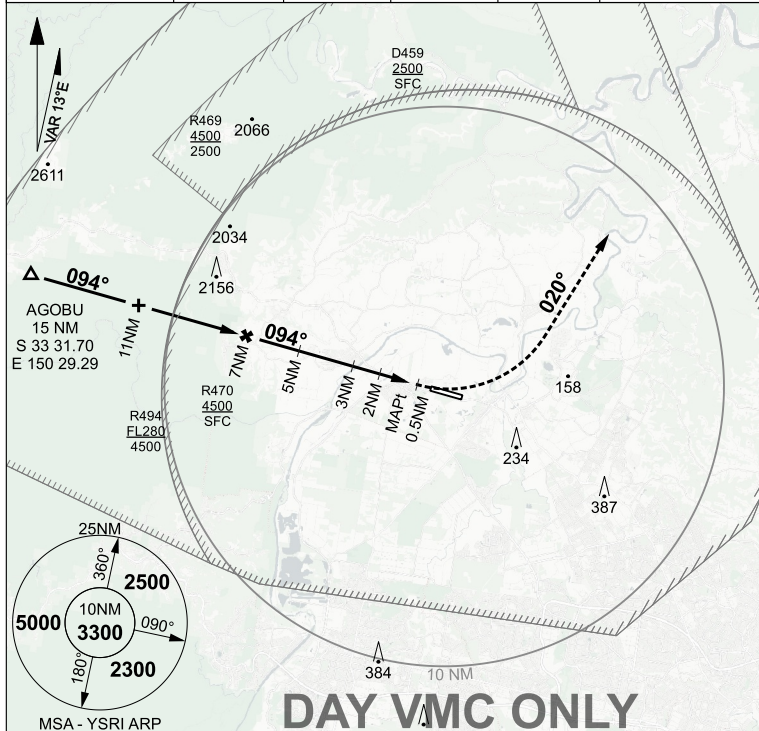 D459
2500
SFC
VAR 13°E
R469
4500
2500
2066
2611
2034
2156
094°
AGOBU
15 NM
S 33 31.70
E 150 29.29
11NM
094°
7NM
5NM
3NM
2NM
MAPt
0.5NM
020°
158
R470
4500
SFC
R494
FL280
4500
234
387
25NM
360°
2500
10NM
3300
5000
090°
180°
2300
MSA - YSRI ARP
384
10 NM
DAY VMC ONLY